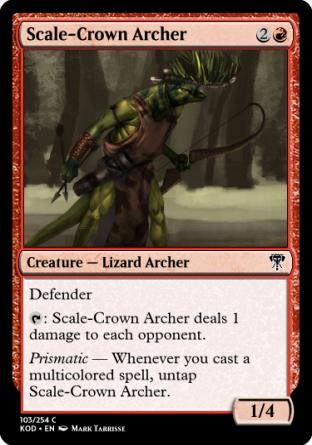 Scale-Crown Archer 2
Creature — Lizard Archer
Defender
: Scale-Crown Archer deals 1
damage to each opponent.
Prismatic — Whenever you cast a
multicolored spell, untap
Scale-Crown Archer.
1/4
103/254 C
KOD • EN Mark Tarrisse